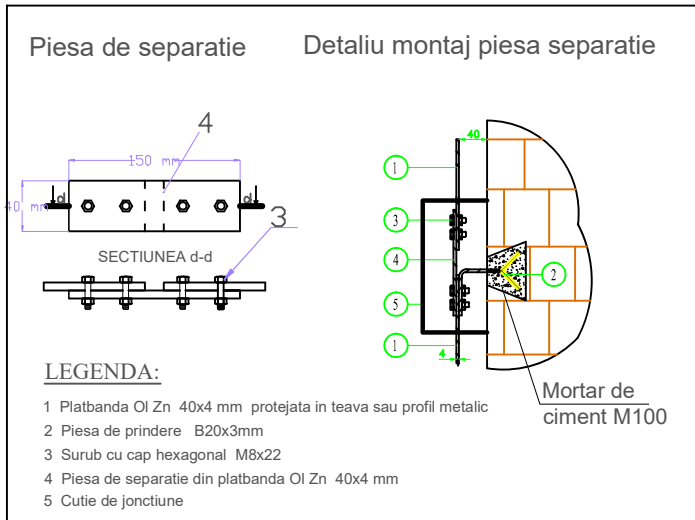 Piesa de separatie
Detaliu montaj piesa separatie
4
150 mm
40 mm
d
d
3
SECTIUNEA d-d
40
1
3
4
2
5
1
4
Mortar de
ciment M100
LEGENDA:
1 Platbanda Ol Zn 40x4 mm protejata in teava sau profil metalic
2 Piesa de prindere B20x3mm
3 Surub cu cap hexagonal M8x22
4 Piesa de separatie din platbanda Ol Zn 40x4 mm
5 Cutie de jonctiune